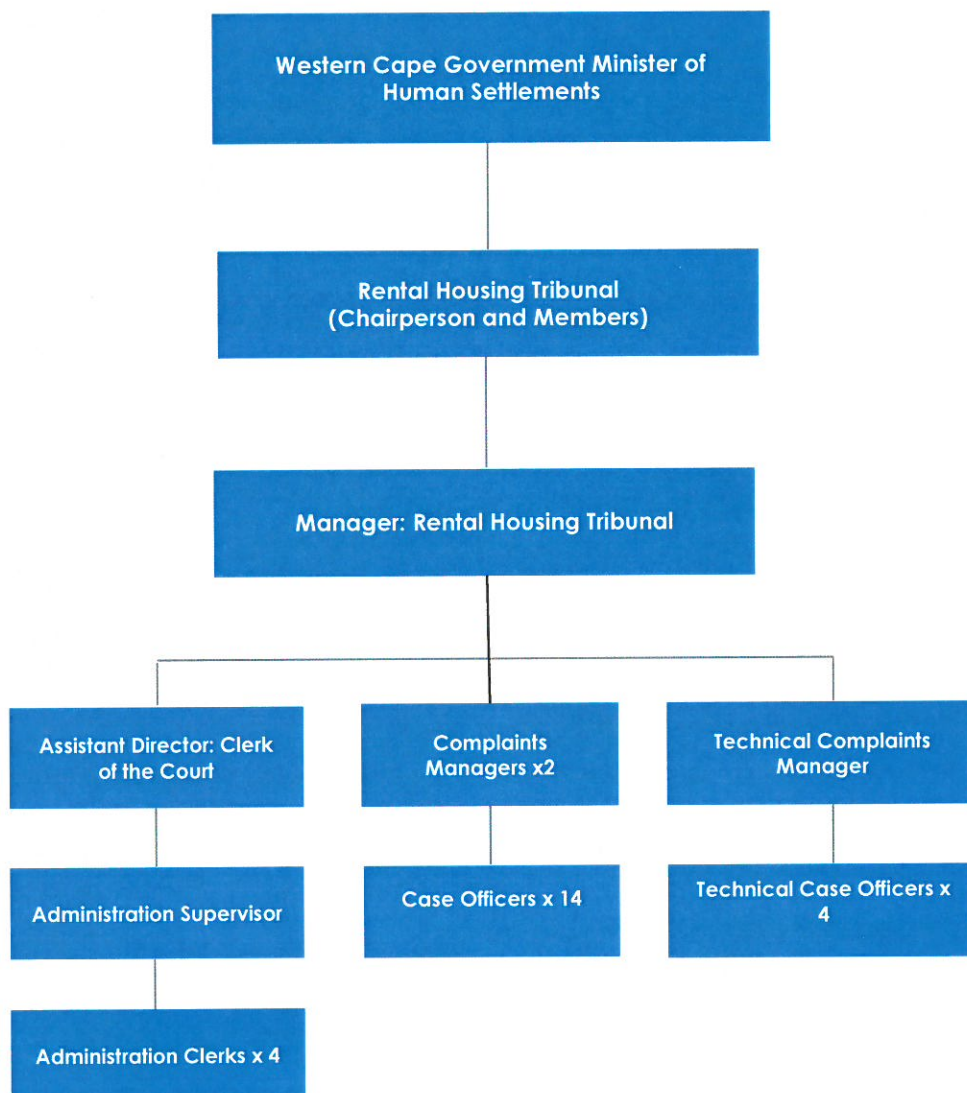 Western Cape Government Minister of
Human Settlements
Rental Housing Tribunal
(Chairperson and Members)
Manager: Rental Housing Tribunal
Assistant Director: Clerk
of the Court
Complaints
Managers x2
Technical Complaints
Manager
Administration Supervisor
Case Officers x 14
Technical Case Officers x
4
Administration Clerks x 4